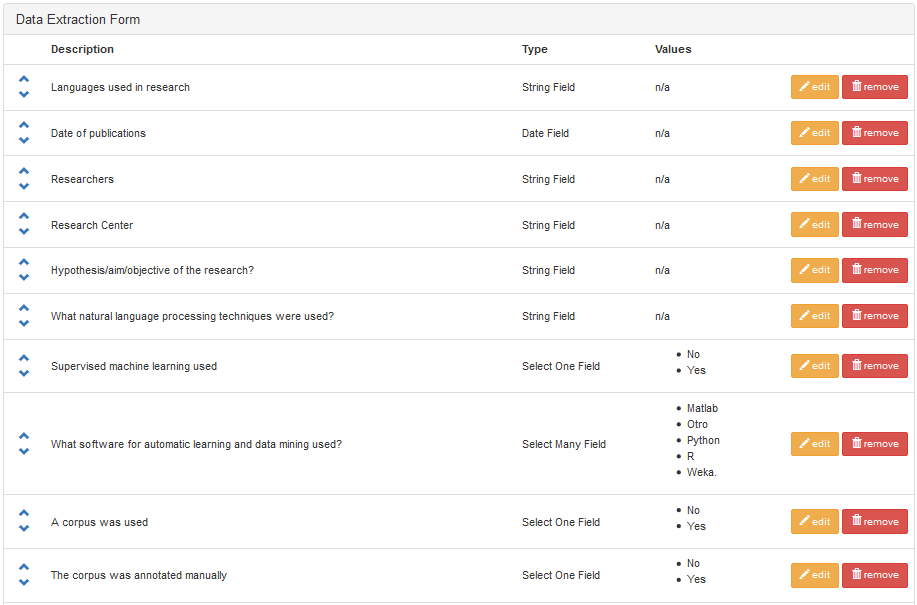 Data Extraction Form
Description Type Values
Languages used in research String Field n/a edit remove
Date of publications Date Field n/a edit remove
Researchers String Field n/a edit remove
Research Center String Field n/a edit remove
Hypothesis/aim/objective of the research? String Field n/a edit remove
What natural language processing techniques were used? String Field n/a edit remove
Supervised machine learning used Select One Field edit remove
No
Yes
What software for automatic learning and data mining used? Select Many Field edit remove
Matlab
Otro
Python
R
Weka.
A corpus was used Select One Field edit remove
No
Yes
The corpus was annotated manually Select One Field edit remove
No
Yes